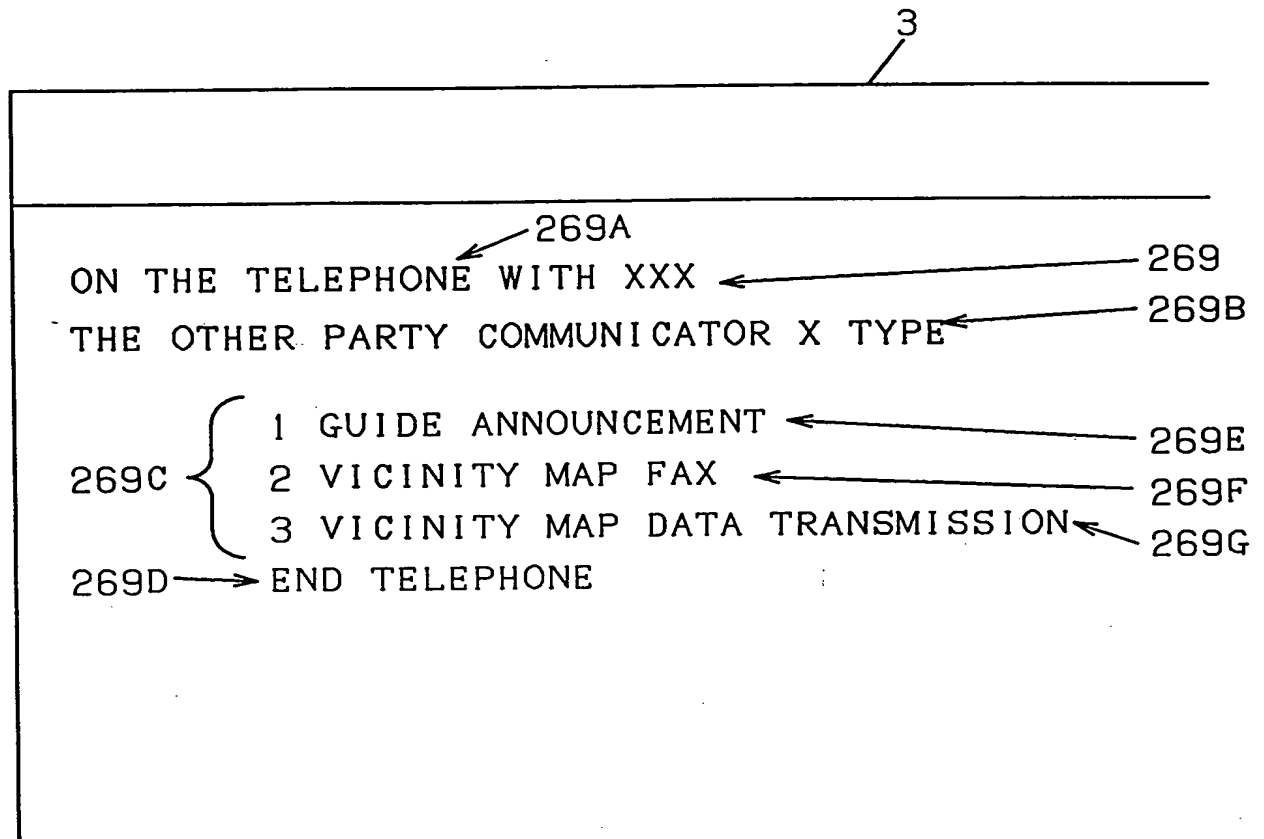 3
269A
ON THE TELEPHONE WITH XXX 269
THE OTHER PARTY COMMUNICATOR X TYPE 269B
1 GUIDE ANNOUNCEMENT 269E
269C 2 VICINITY MAP FAX 269F
3 VICINITY MAP DATA TRANSMISSION 269G
269D END TELEPHONE